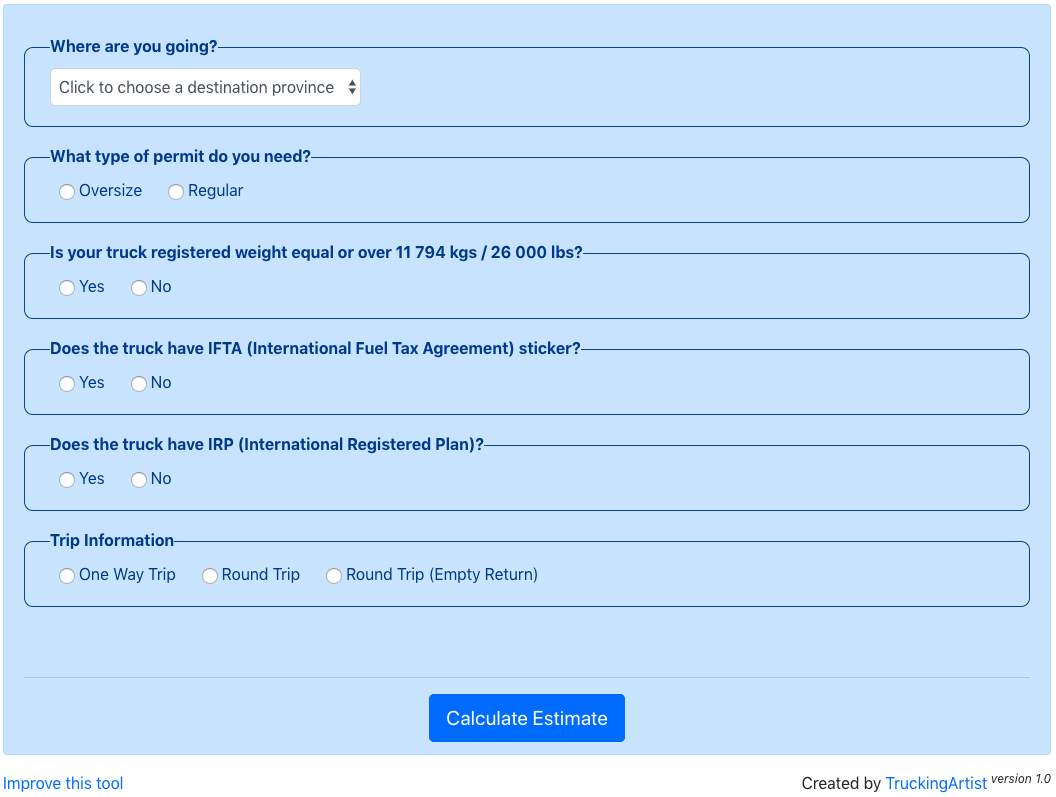 Where are you going?
Click to choose a destination province
What type of permit do you need?
Oversize Regular
Is your truck registered weight equal or over 11 794 kgs / 26 000 lbs?
Yes No
Does the truck have IFTA (International Fuel Tax Agreement) sticker?
Yes No
Does the truck have IRP (International Registered Plan)?
Yes No
Trip Information
One Way Trip Round Trip Round Trip (Empty Return)
Calculate Estimate
Improve this tool Created by TruckingArtist version 1.0